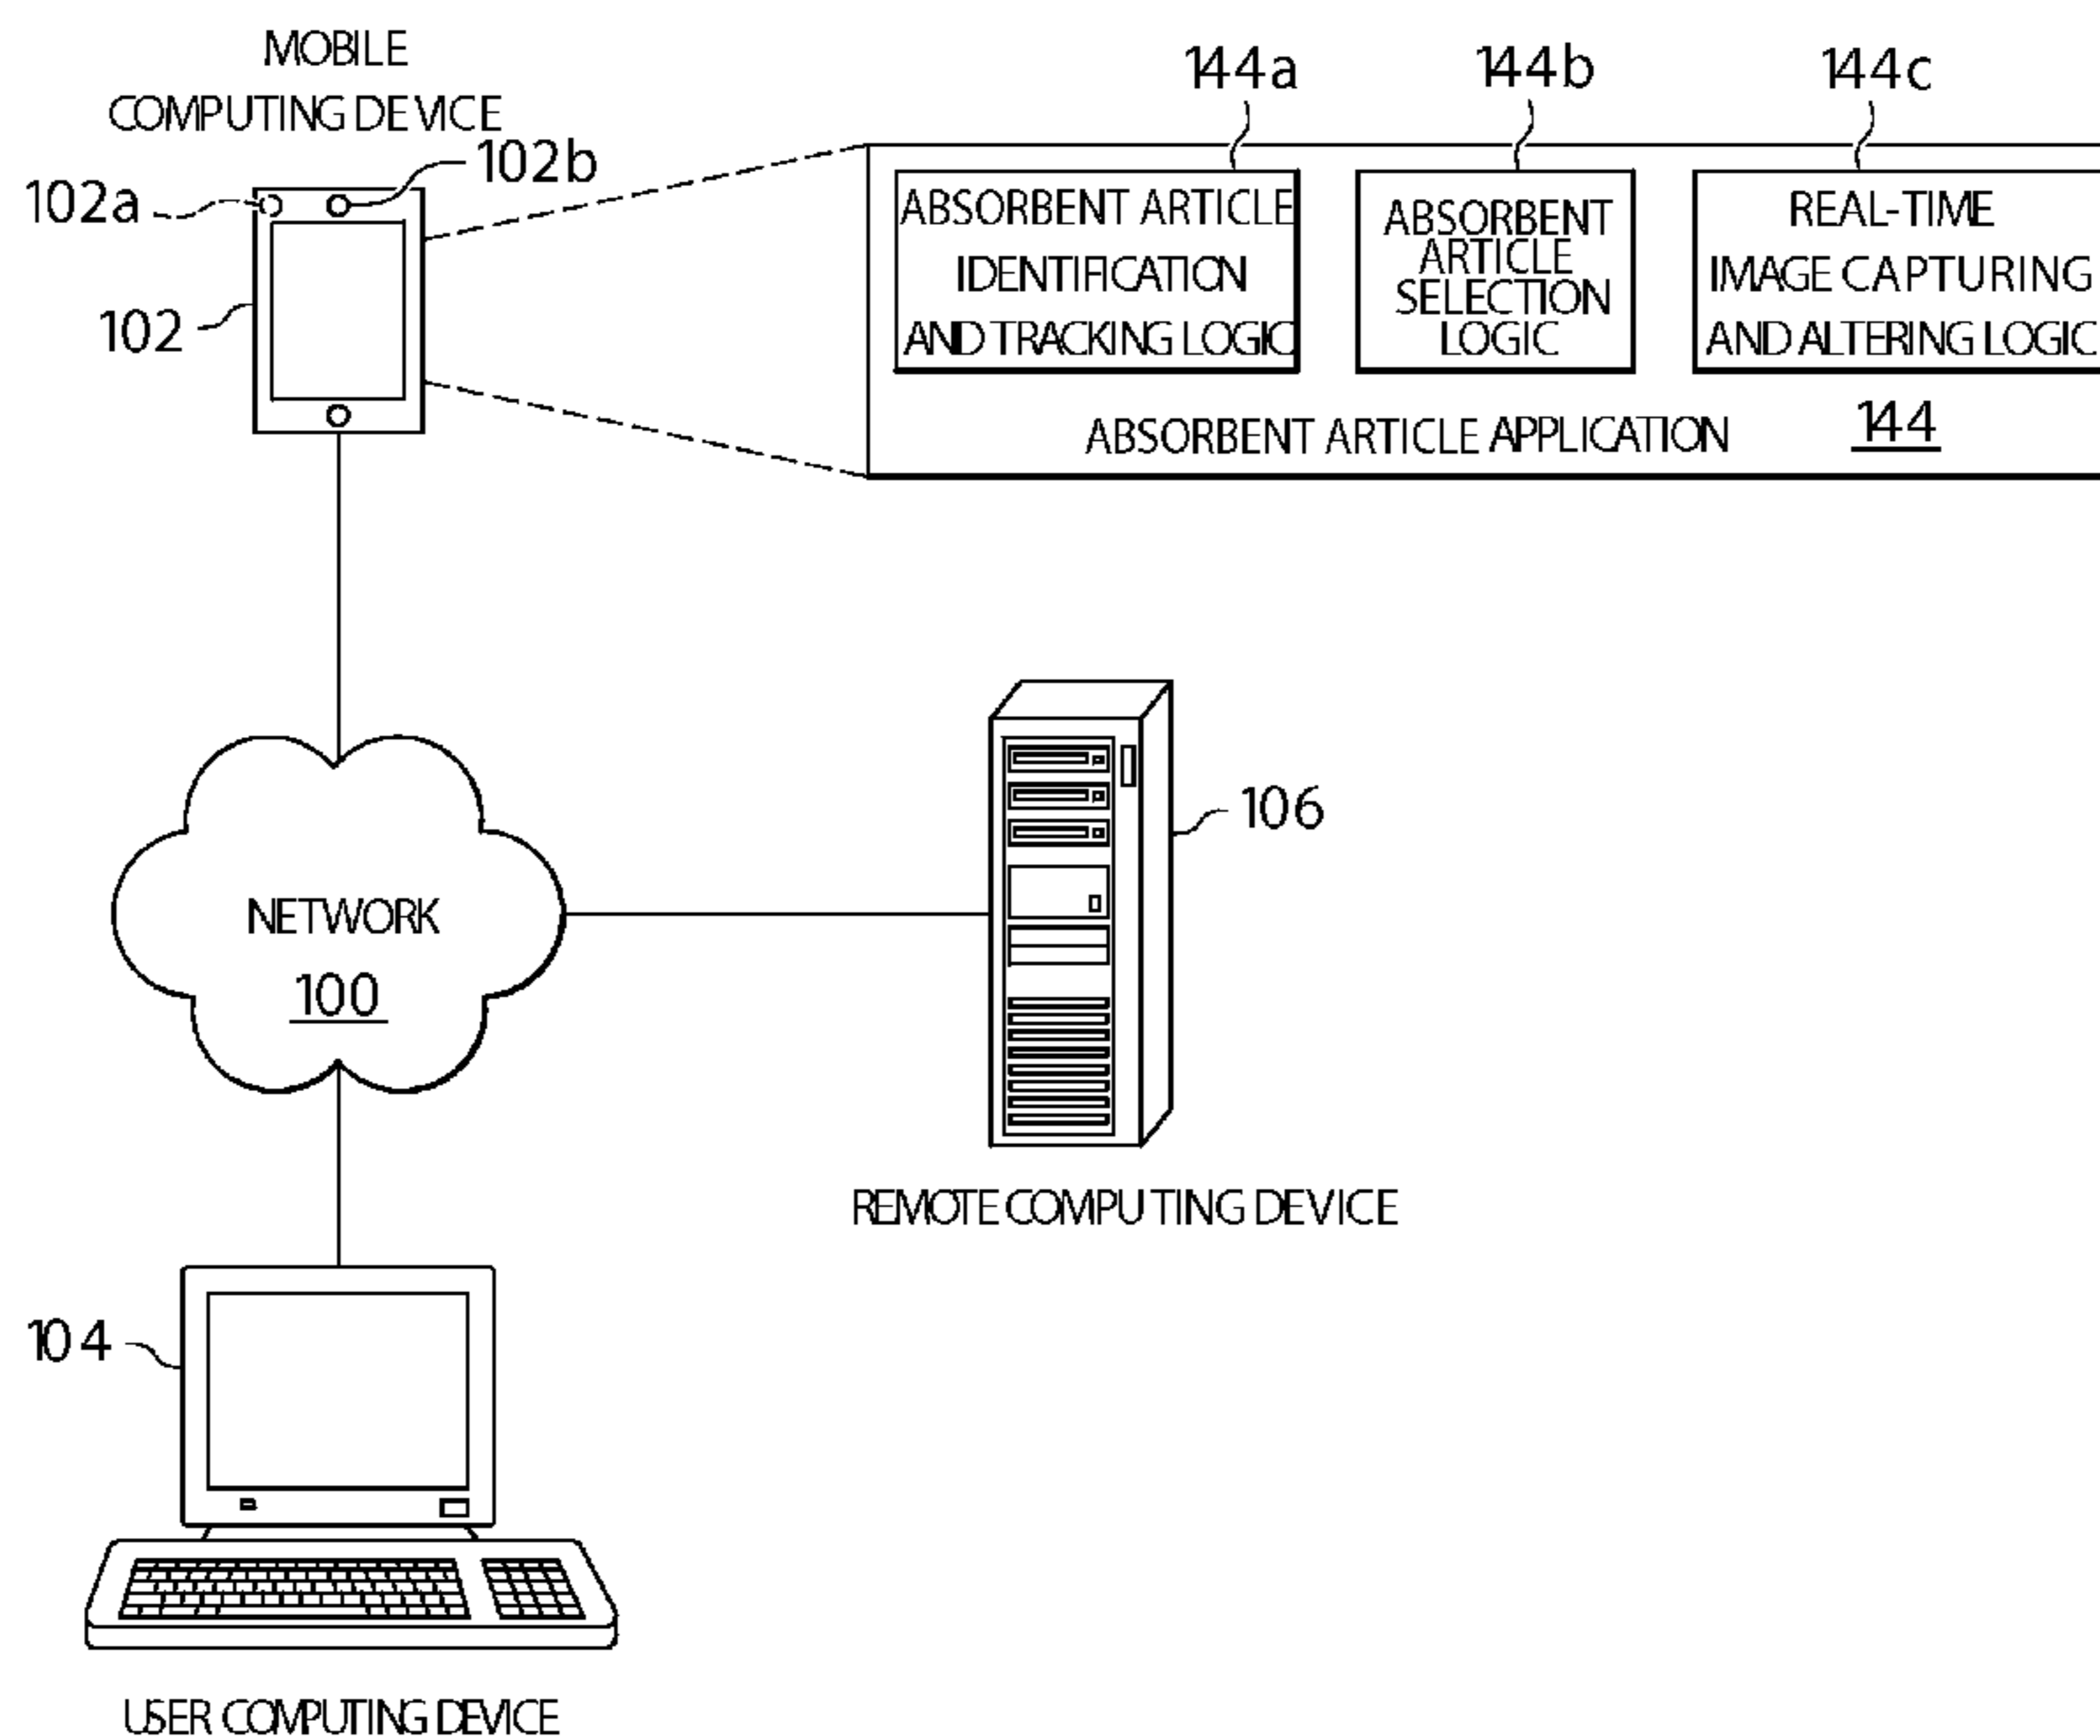 MOBILE
COMPUTING DEVICE
102a
102b
102
144a
144b
144c
ABSORBENT ARTICLE
IDENTIFICATION
AND TRACKING LOGIC
ABSORBENT
ARTICLE
SELECTION
LOGIC
REAL-TIME
IMAGE CAPTURING
AND ALTERING LOGIC
ABSORBENT ARTICLE APPLICATION 144
NETWORK
100
106
REMOTE COMPUTING DEVICE
104
USER COMPUTING DEVICE